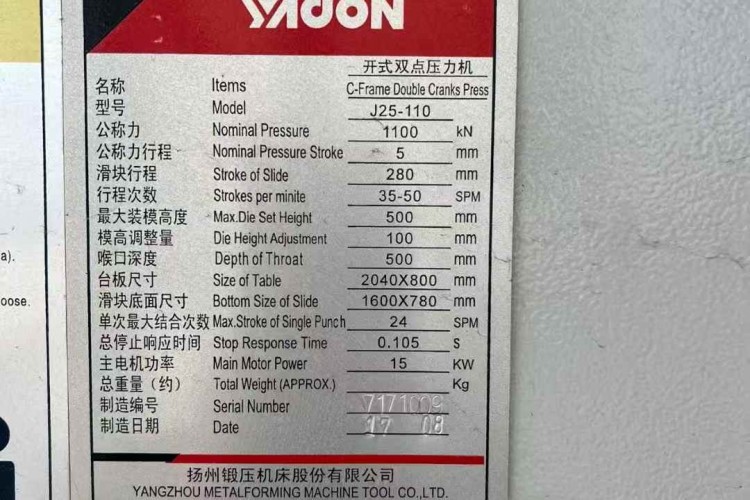 YADON
开式双点压力机
名称 Items C-Frame Double Cranks Press
型号 Model J25-110
公称力 Nominal Pressure 1100 kN
公称力行程 Nominal Pressure Stroke 5 mm
滑块行程 Stroke of Slide 280 mm
行程次数 Strokes per minite 35-50 SPM
最大装模高度 Max.Die Set Height 500 mm
模高调整量 Die Height Adjustment 100 mm
喉口深度 Depth of Throat 500 mm
台板尺寸 Size of Table 2040X800 mm
滑块底面尺寸 Bottom Size of Slide 1600X780 mm
单次最大结合次数 Max.Stroke of Single Punch 24 SPM
总停止响应时间 Stop Response Time 0.105 S
主电机功率 Main Motor Power 15 KW
总重量（约） Total Weight (APPROX.) Kg
制造编号 Serial Number 7171009
制造日期 Date 17 08
扬州锻压机床股份有限公司
YANGZHOU METALFORMING MACHINE TOOL CO.,LTD.
a).
oose.